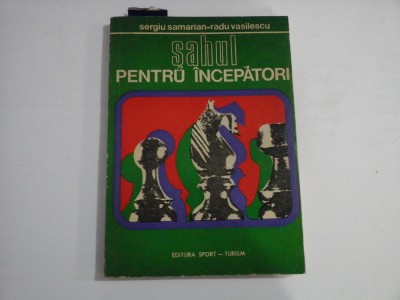 sergiu samarian-radu vasilescu
şahul
PENTRU ÎNCEPĂTORI
EDITURA SPORT — TURISM